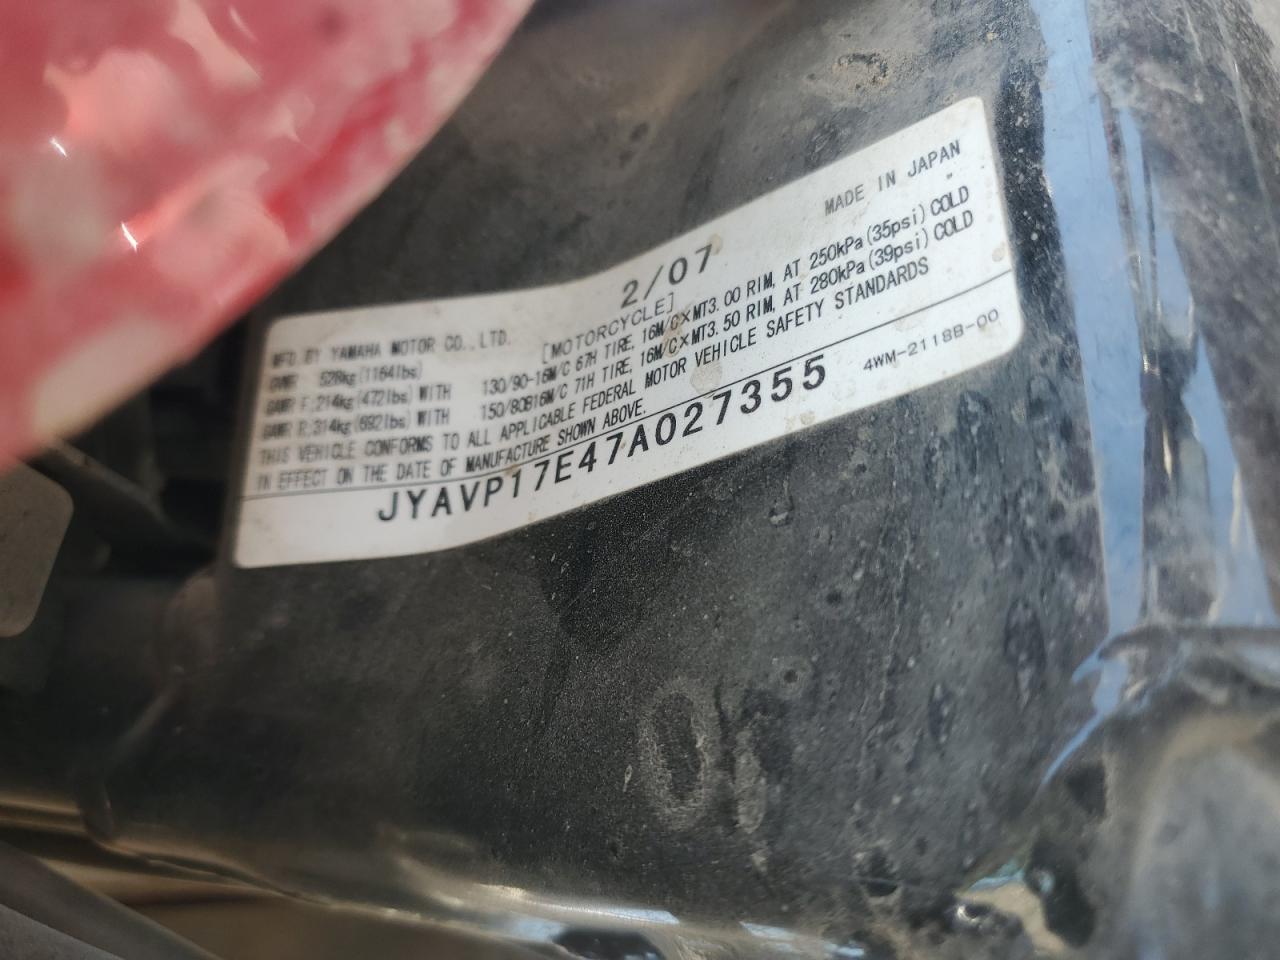 MFD BY YAMAHA MOTOR CO., LTD. [MOTORCYCLE] 2/07 MADE IN JAPAN
GVWR 528kg (1164lbs)
GAWR F:214kg (472lbs) WITH 130/90-16M/C 67H TIRE, 16M/C×MT3.00 RIM, AT 250kPa (35psi) COLD
GAWR R:314kg (692lbs) WITH 150/80B16M/C 71H TIRE, 16M/C×MT3.50 RIM, AT 280kPa (39psi) COLD
THIS VEHICLE CONFORMS TO ALL APPLICABLE FEDERAL MOTOR VEHICLE SAFETY STANDARDS
IN EFFECT ON THE DATE OF MANUFACTURE SHOWN ABOVE.
JYAVP17E47A027355 4WM-2118B-00